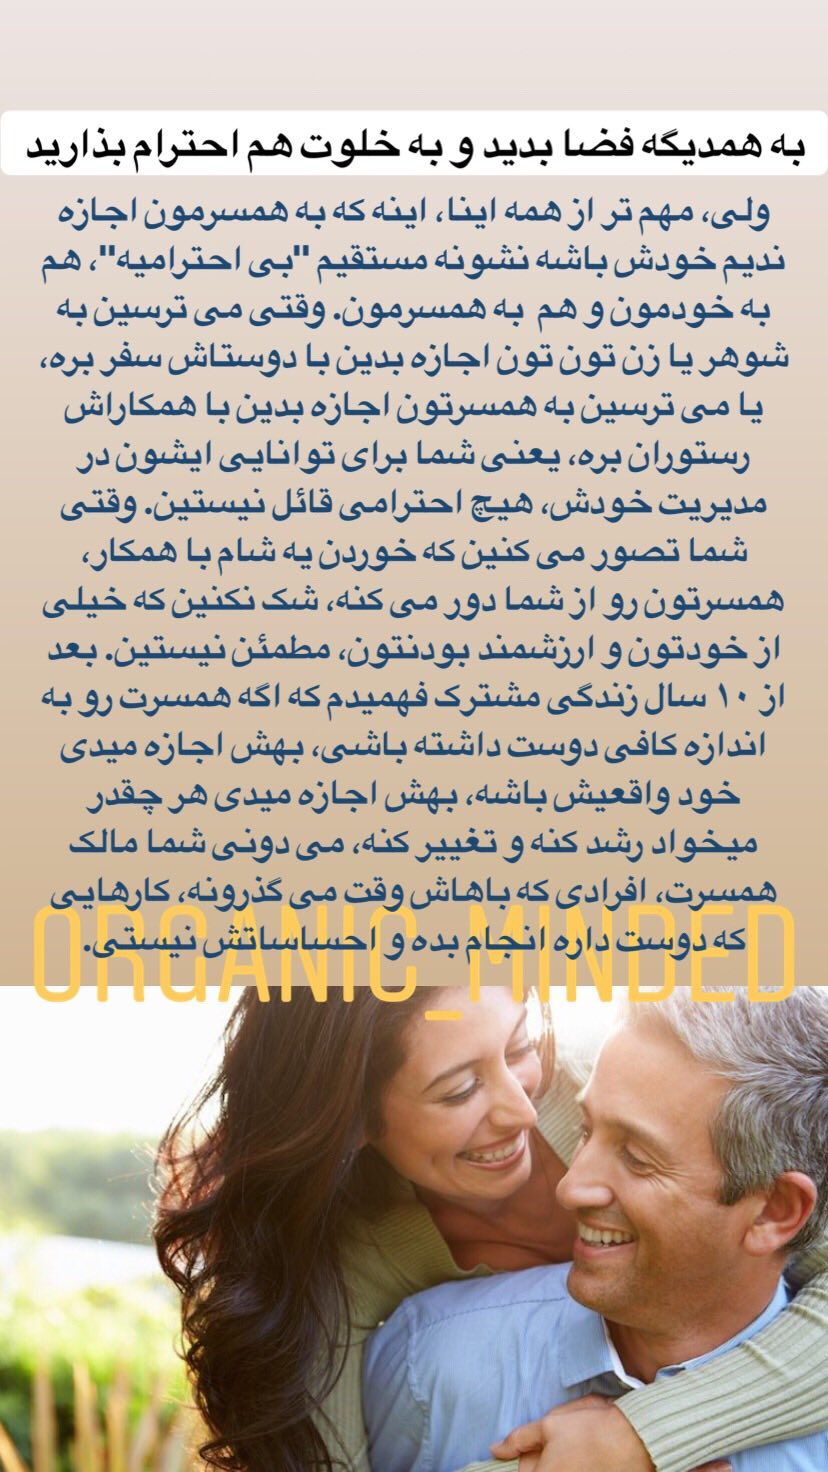 به همدیگه فضا بدید و به خلوت هم احترام بذارید
ولی، مهم تر از همه اینا، اینه که به همسرمون اجازه
ندیم خودش باشه نشونه مستقیم "بی احترامیه"، هم
به خودمون و هم به همسرمون. وقتی می ترسین به
شوهر یا زن تون تون اجازه بدین با دوستاش سفر بره،
یا می ترسین به همسرتون اجازه بدین با همکاراش
رستوران بره، یعنی شما برای توانایی ایشون در
مدیریت خودش، هیچ احترامی قائل نیستین. وقتی
شما تصور می کنین که خوردن یه شام با همکار،
همسرتون رو از شما دور می کنه، شک نکنین که خیلی
از خودتون و ارزشمند بودنتون، مطمئن نیستین. بعد
از ۱۰ سال زندگی مشترک فهمیدم که اگه همسرت رو به
اندازه کافی دوست داشته باشی، بهش اجازه میدی
خود واقعیش باشه، بهش اجازه میدی هر چقدر
میخواد رشد کنه و تغییر کنه، می دونی شما مالک
همسرت، افرادی که باهاش وقت می گذرونه، کارهایی
که دوست داره انجام بده و احساساتش نیستی.
ORGANIC_MINDED